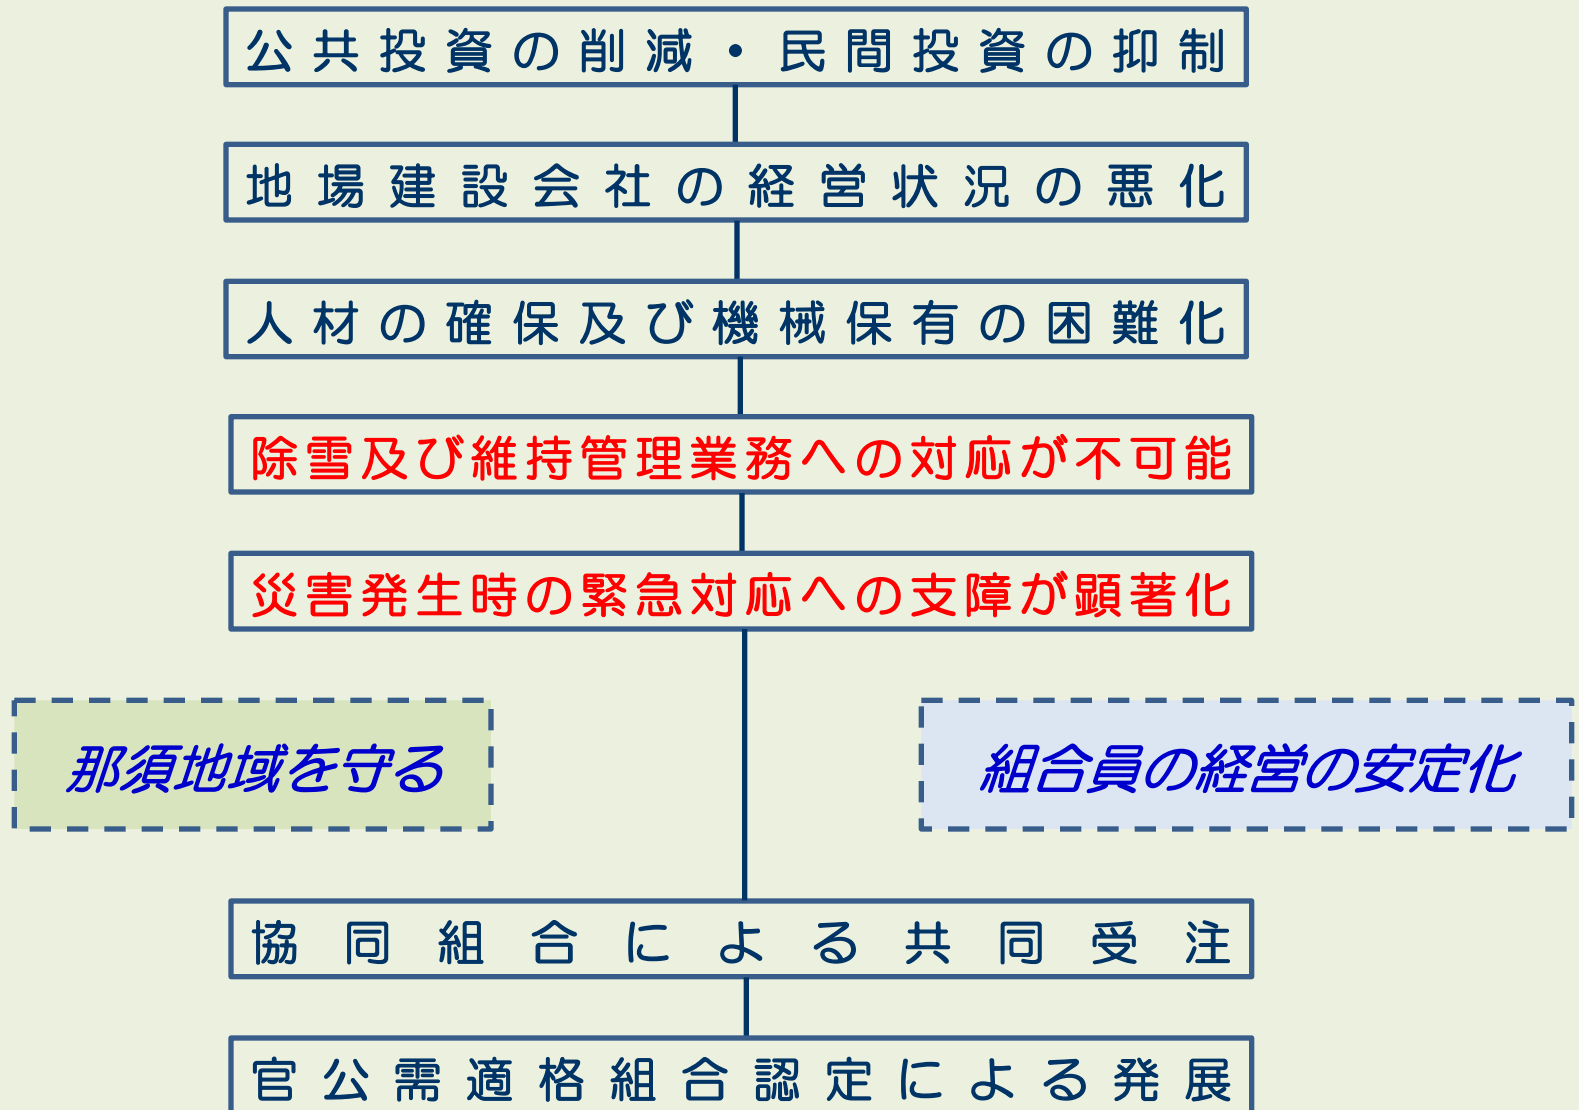 公共投資の削減・民間投資の抑制
地場建設会社の経営状況の悪化
人材の確保及び機械保有の困難化
除雪及び維持管理業務への対応が不可能
災害発生時の緊急対応への支障が顕著化
那須地域を守る
組合員の経営の安定化
協同組合による共同受注
官公需適格組合認定による発展